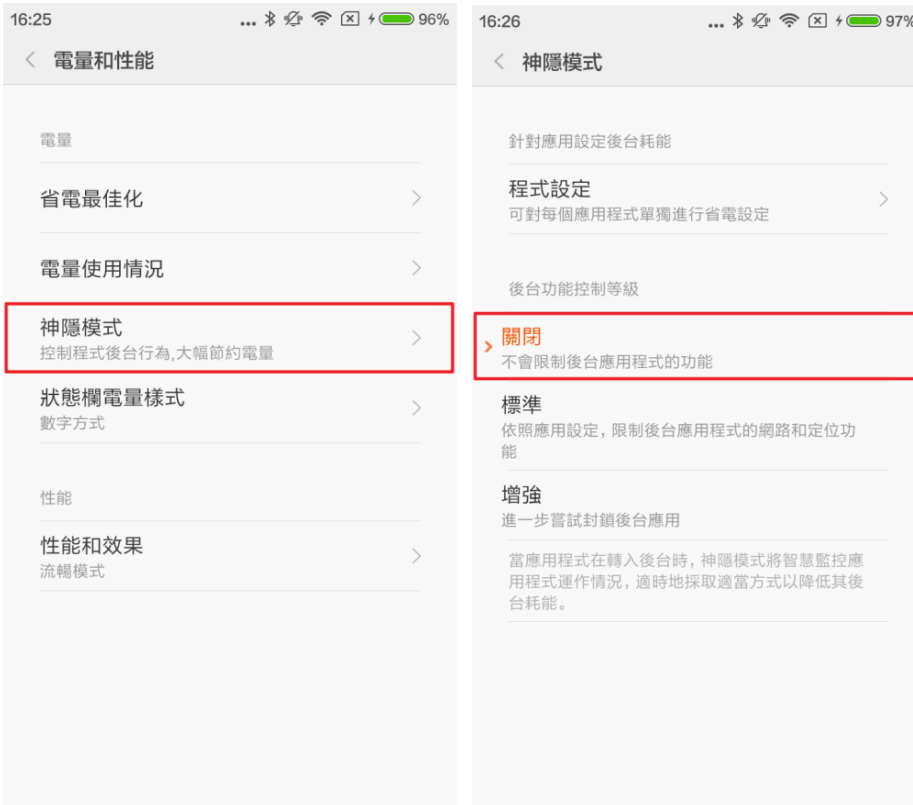 16:25
... 96%
電量和性能
電量
省電最佳化
電量使用情況
神隱模式
控制程式後台行為,大幅節約電量
狀態欄電量樣式
數字方式
性能
性能和效果
流暢模式
16:26
... 97%
神隱模式
針對應用設定後台耗能
程式設定
可對每個應用程式單獨進行省電設定
後台功能控制等級
關閉
不會限制後台應用程式的功能
標準
依照應用設定，限制後台應用程式的網路和定位功
能
增強
進一步嘗試封鎖後台應用
當應用程式在轉入後台時，神隱模式將智慧監控應
用程式運作情況，適時地採取適當方式以降低其後
台耗能。